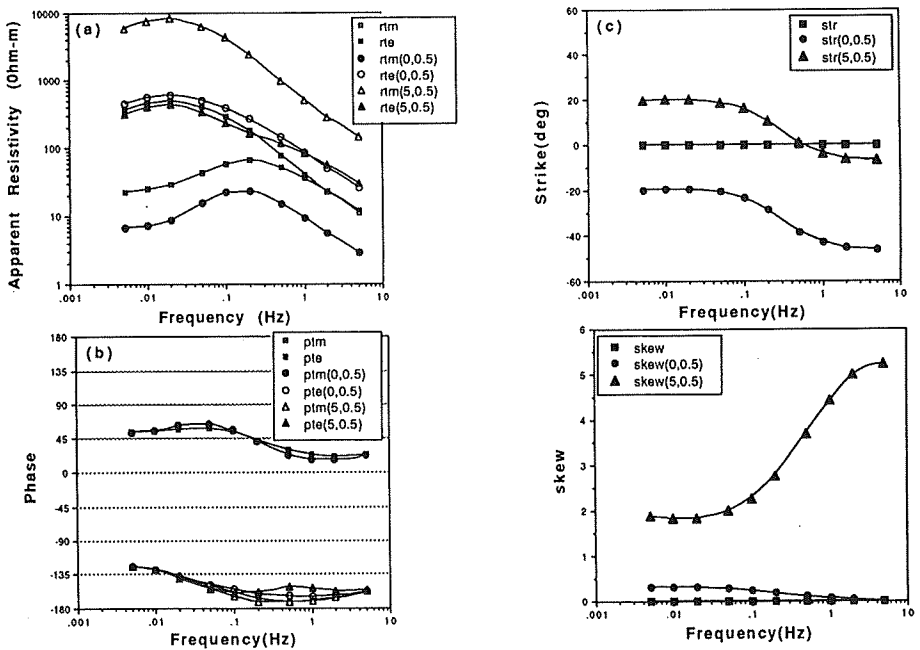 (a)
Apparent Resistivity (Ohm-m)
10000
1000
100
10
1
.001
.01
.1
1
10
Frequency (Hz)
rtm
rte
rtm(0,0.5)
rte(0,0.5)
rtm(5,0.5)
rte(5,0.5)
(c)
Strike(deg)
60
40
20
0
-20
-40
-60
.001
.01
.1
1
10
Frequency(Hz)
str
str(0,0.5)
str(5,0.5)
(b)
Phase
180
135
90
45
0
-45
-90
-135
-180
.001
.01
.1
1
10
Frequency(Hz)
ptm
pte
ptm(0,0.5)
pte(0,0.5)
ptm(5,0.5)
pte(5,0.5)
skew
6
5
4
3
2
1
0
.001
.01
.1
1
10
Frequency(Hz)
skew
skew(0,0.5)
skew(5,0.5)